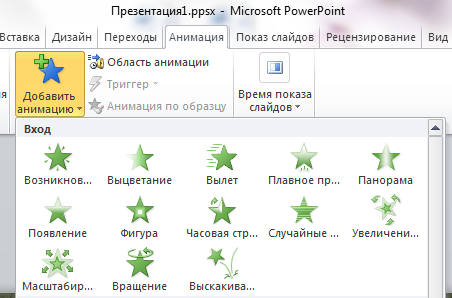 Презентация1.ppsx - Microsoft PowerPoint
Вставка Дизайн Переходы Анимация Показ слайдов Рецензирование Вид
Добавить анимацию
Область анимации
Триггер
Анимация по образцу
Время показа слайдов
Вход
Возникнов... Выцветание Вылет Плавное пр... Панорама
Появление Фигура Часовая стр... Случайные ... Увеличени...
Масштабир... Вращение Выскакива...